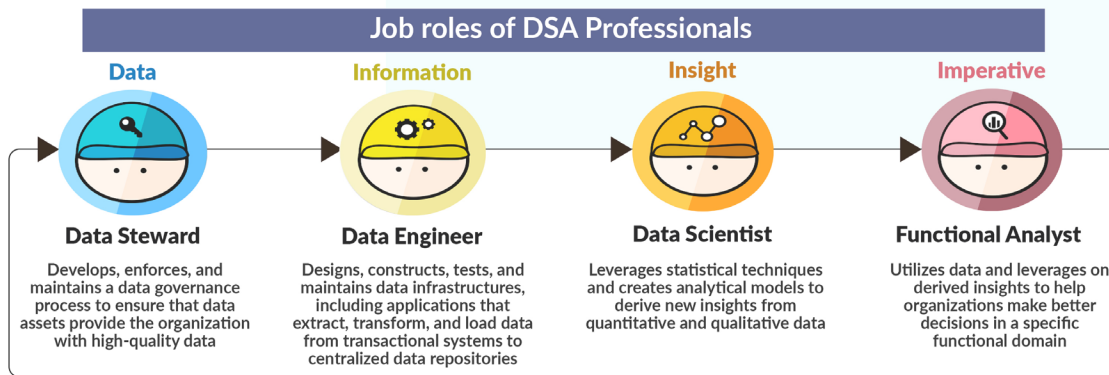 Job roles of DSA Professionals
Data
Information
Insight
Imperative
Data Steward
Develops, enforces, and
maintains a data governance
process to ensure that data
assets provide the organization
with high-quality data
Data Engineer
Designs, constructs, tests, and
maintains data infrastructures,
including applications that
extract, transform, and load data
from transactional systems to
centralized data repositories
Data Scientist
Leverages statistical techniques
and creates analytical models to
derive new insights from
quantitative and qualitative data
Functional Analyst
Utilizes data and leverages on
derived insights to help
organizations make better
decisions in a specific
functional domain